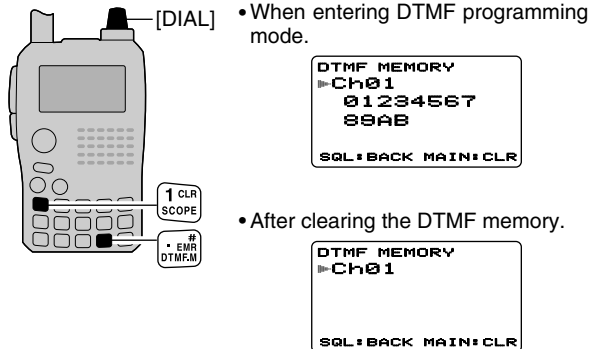 [DIAL]
1 CLR
SCOPE
#
. EMR
DTMF.M
• When entering DTMF programming
mode.
DTMF MEMORY
Ch01
01234567
89AB
SQL:BACK MAIN:CLR
• After clearing the DTMF memory.
DTMF MEMORY
Ch01
SQL:BACK MAIN:CLR